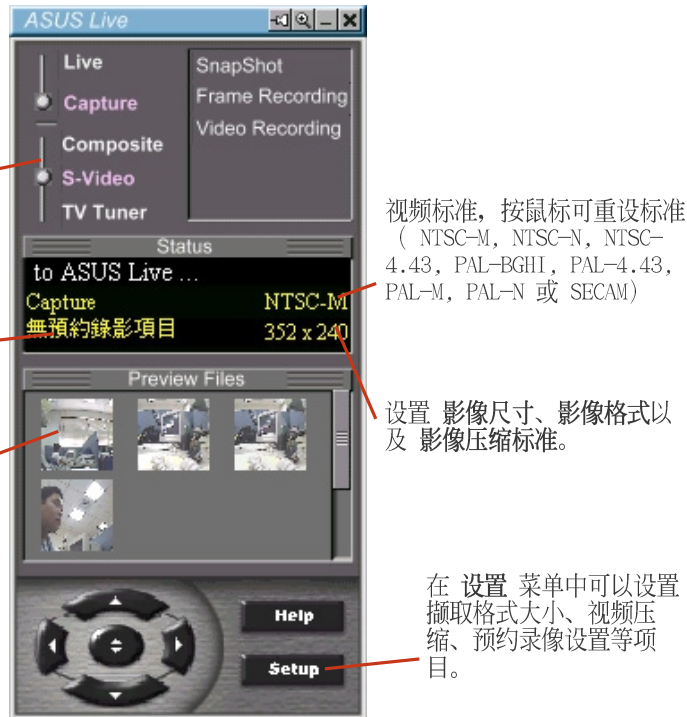 ASUS Live
Live
Capture
Composite
S-Video
TV Tuner
SnapShot
Frame Recording
Video Recording
Status
to ASUS Live ...
Capture NTSC-M
無預約錄影項目 352 x 240
Preview Files
Help
Setup
视频标准，按鼠标可重设标准
( NTSC-M, NTSC-N, NTSC-
4.43, PAL-BGHI, PAL-4.43,
PAL-M, PAL-N 或 SECAM)
设置 影像尺寸、影像格式以
及 影像压缩标准。
在 设置 菜单中可以设置
撷取格式大小、视频压
缩、预约录像设置等项
目。